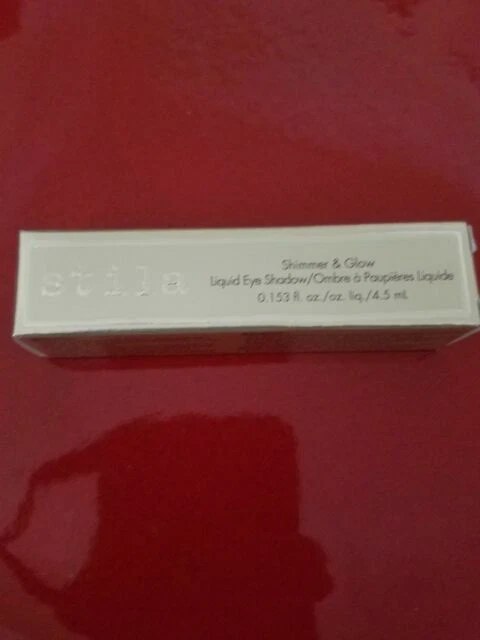 stila
Shimmer & Glow
Liquid Eye Shadow/Ombre à Paupières Liquide
0.153 fl. oz./oz. liq./4.5 mL